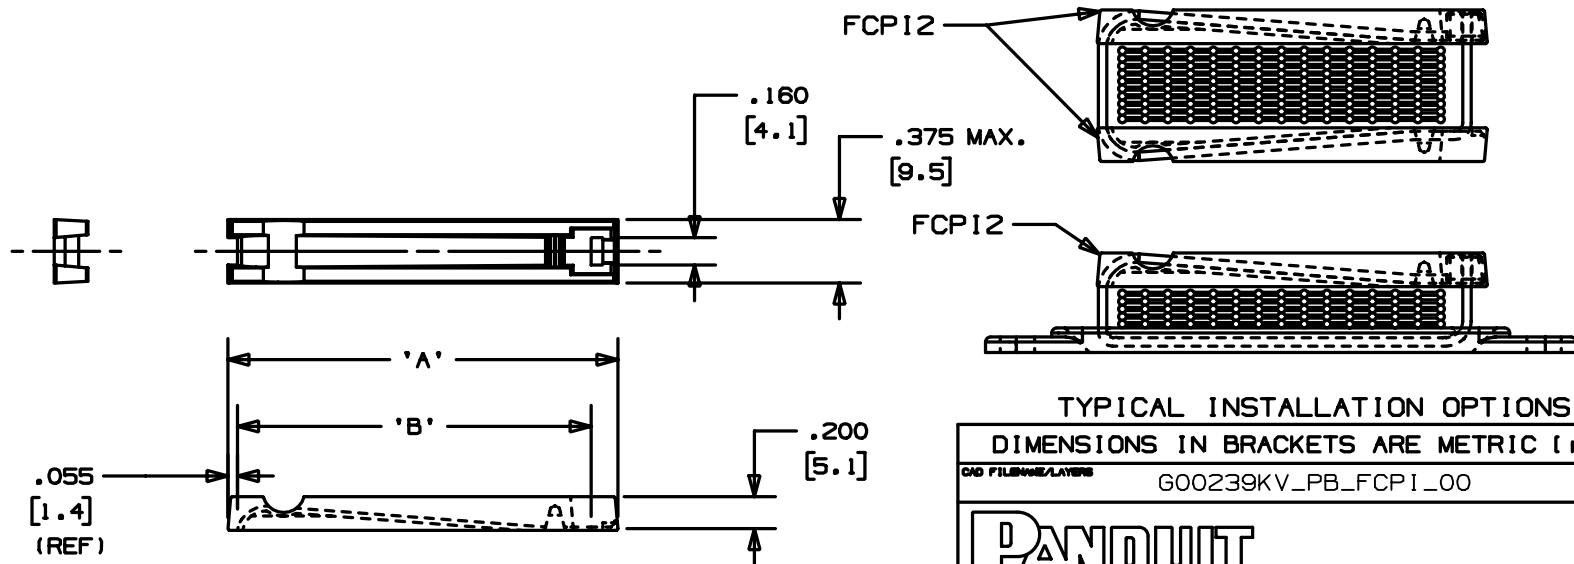 FCPI2
.160
[4.1]
.375 MAX.
[9.5]
FCPI2
'A'
'B'
.055
[1.4]
(REF)
.200
[5.1]
TYPICAL INSTALLATION OPTIONS
DIMENSIONS IN BRACKETS ARE METRIC
CAD FILENAME/LAYERS
G00239KV_PB_FCPI_00
PANDUIT